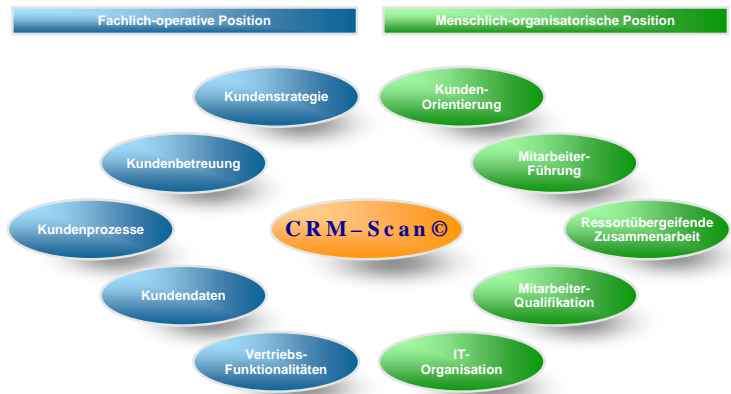 Fachlich-operative Position
Menschlich-organisatorische Position
Kundenstrategie
Kunden-
Orientierung
Kundenbetreuung
Mitarbeiter-
Führung
Kundenprozesse
CRM–Scan©
Ressortübergeifende
Zusammenarbeit
Kundendaten
Mitarbeiter-
Qualifikation
Vertriebs-
Funktionalitäten
IT-
Organisation